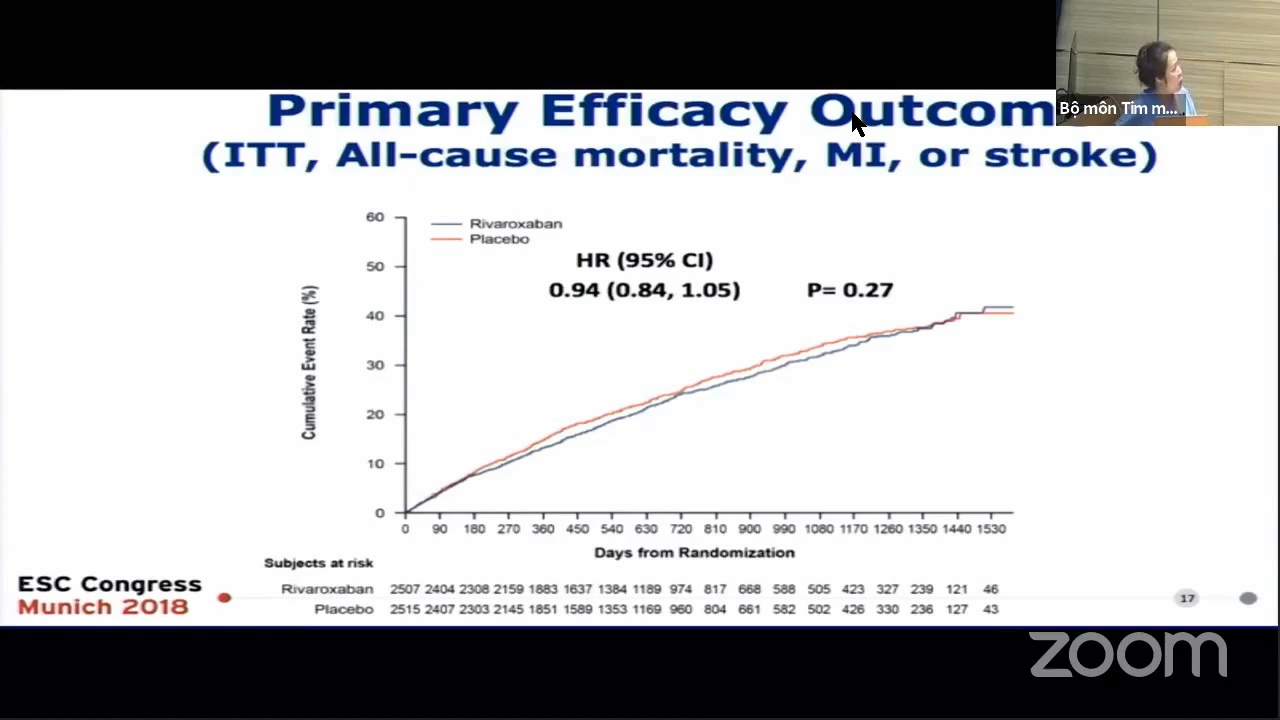 Primary Efficacy Outcom
(ITT, All-cause mortality, MI, or stroke)
Bộ môn Tim m...
60
50
40
30
20
10
0
Cumulative Event Rate (%)
Rivaroxaban
Placebo
HR (95% CI)
0.94 (0.84, 1.05) P= 0.27
0 90 180 270 360 450 540 630 720 810 900 990 1080 1170 1260 1350 1440 1530
Days from Randomization
Subjects at risk
Rivaroxaban 2507 2404 2308 2159 1883 1637 1384 1189 974 817 668 588 505 423 327 239 121 46
Placebo 2515 2407 2303 2145 1851 1589 1353 1169 960 804 661 582 502 426 330 236 127 43
ESC Congress
Munich 2018
17
zoom